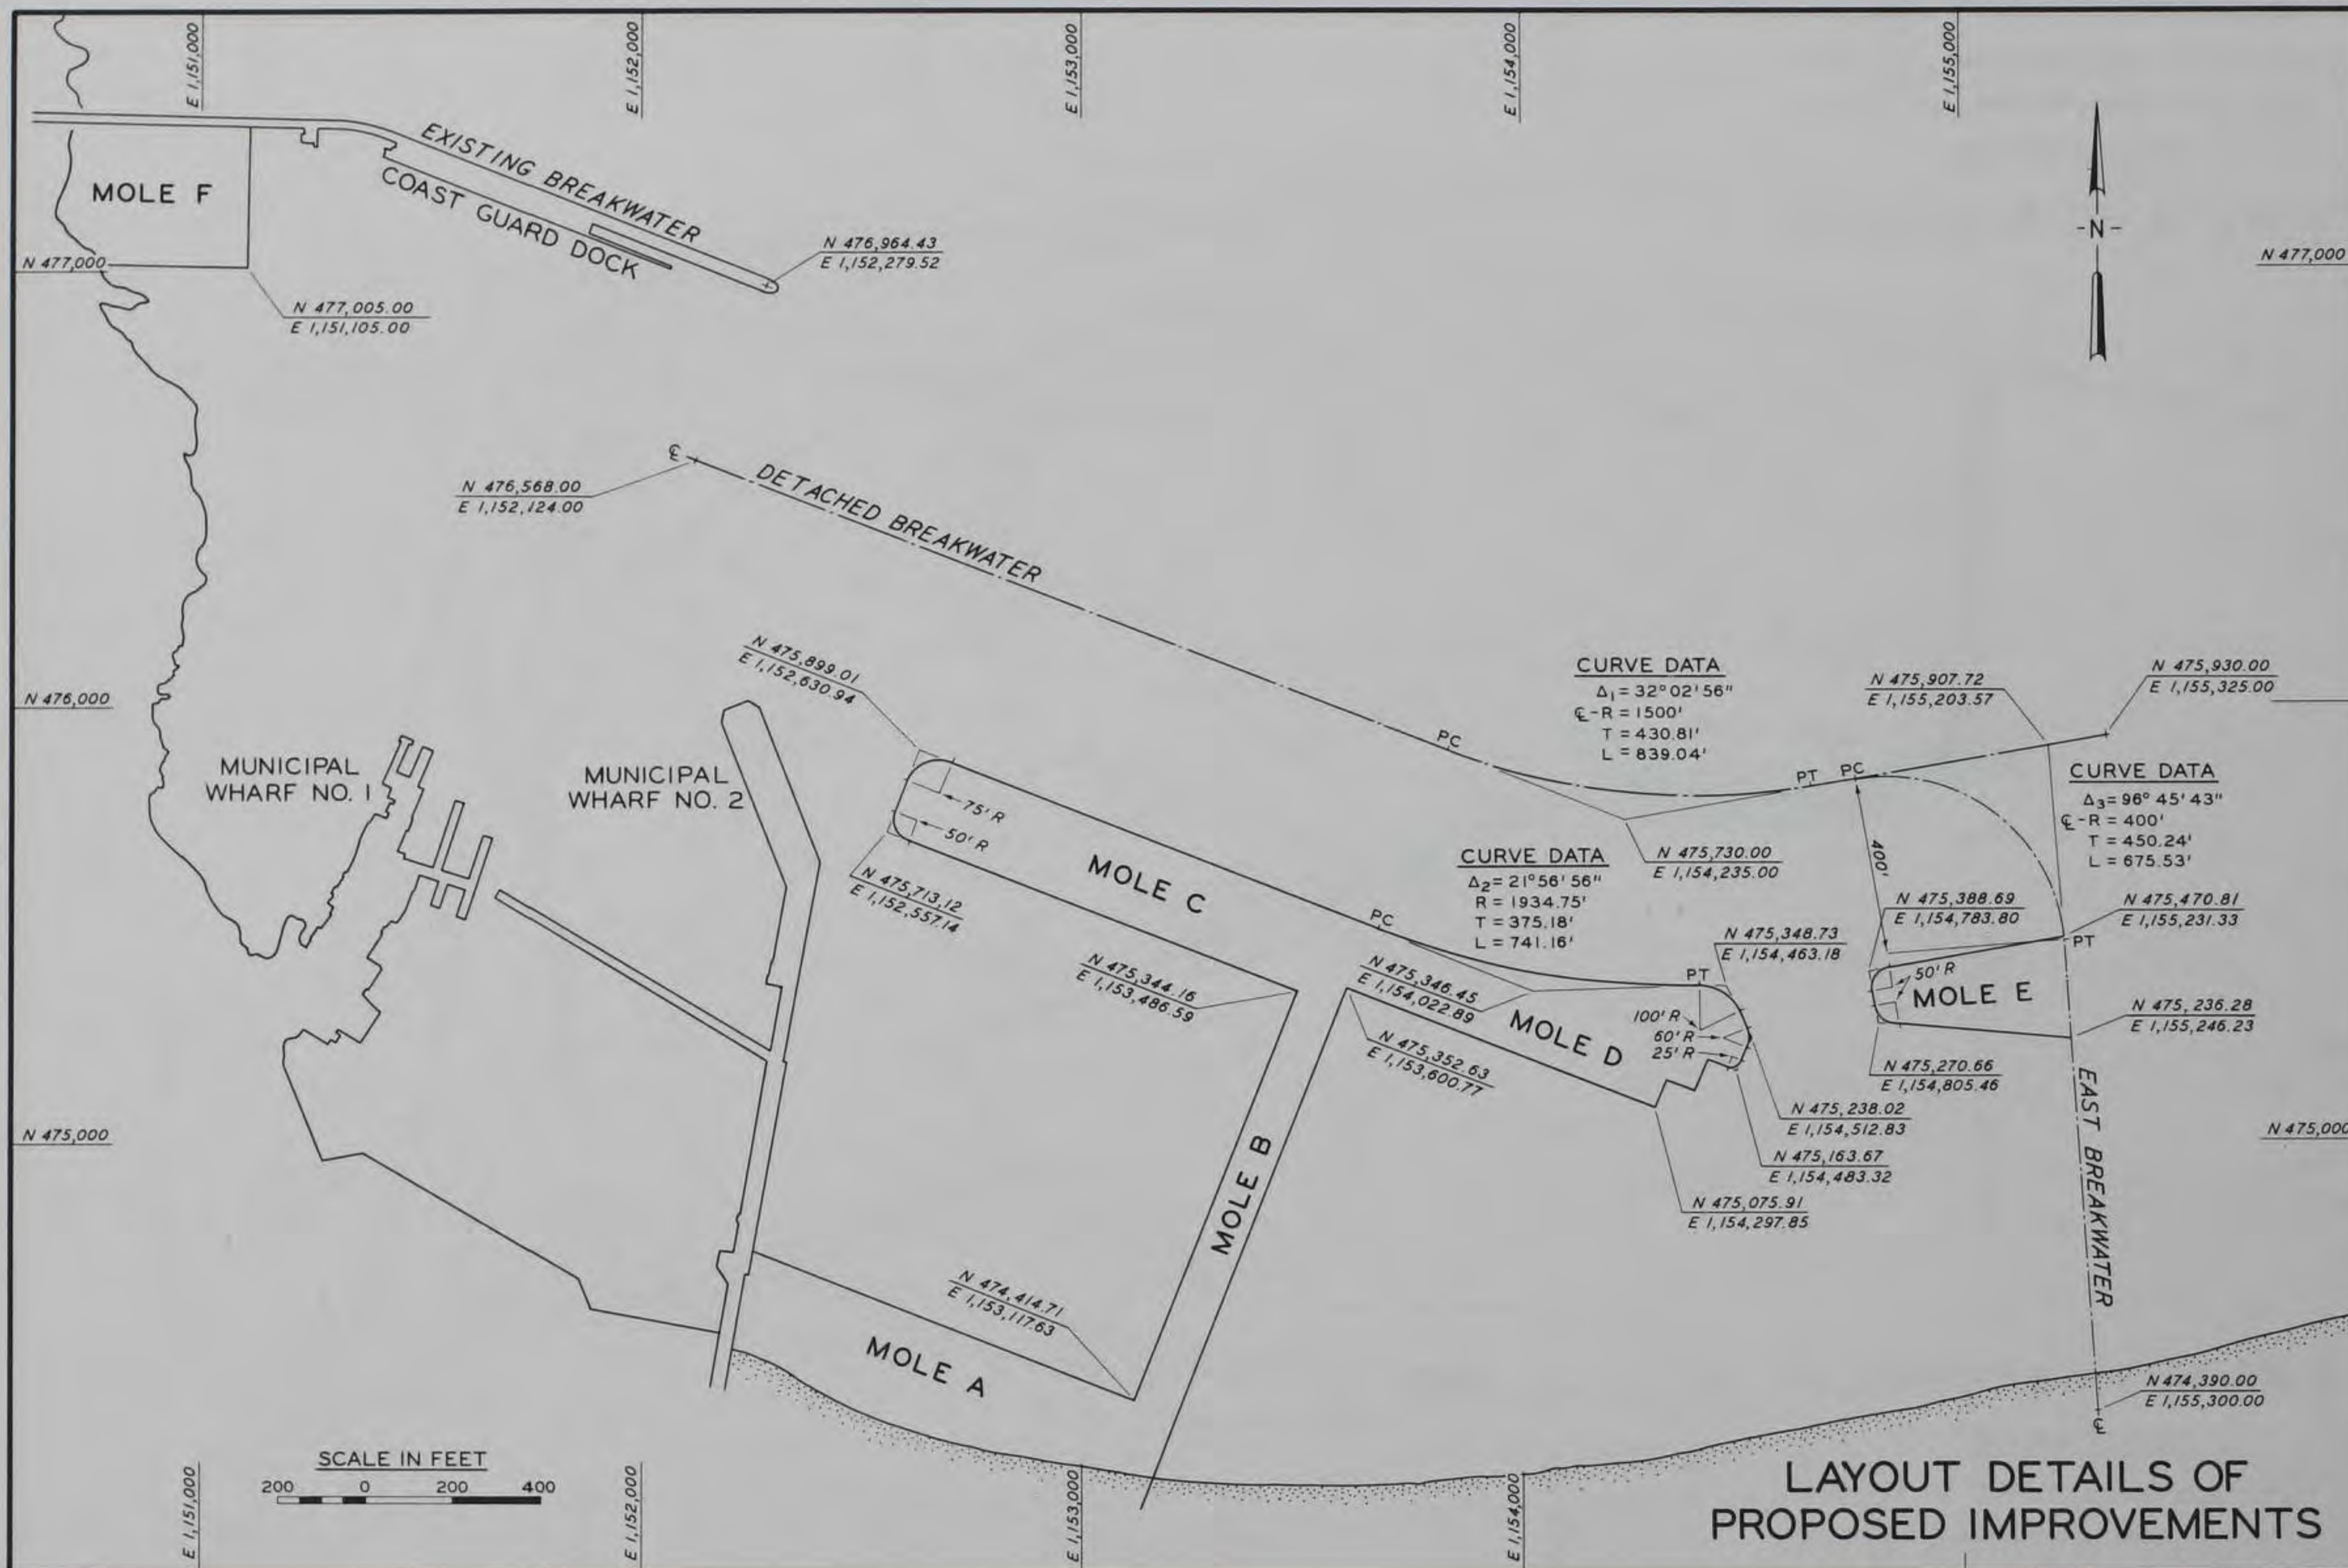 E 1,151,000
E 1,152,000
E 1,153,000
E 1,154,000
E 1,155,000
EXISTING BREAKWATER
COAST GUARD DOCK
MOLE F
N 476,964.43
E 1,152,279.52
-N-
N 477,000
N 477,000
N 477,005.00
E 1,151,105.00
℄
DETACHED BREAKWATER
N 476,568.00
E 1,152,124.00
N 475,899.01
E 1,152,630.94
CURVE DATA
Δ1 = 32° 02' 56"
℄-R = 1500'
T = 430.81'
L = 839.04'
N 475,907.72
E 1,155,203.57
N 475,930.00
E 1,155,325.00
N 476,000
PC
PT
PC
MUNICIPAL
WHARF NO. 1
MUNICIPAL
WHARF NO. 2
CURVE DATA
Δ3 = 96° 45' 43"
℄-R = 400'
T = 450.24'
L = 675.53'
75' R
50' R
400'
MOLE C
CURVE DATA
Δ2 = 21° 56' 56"
R = 1934.75'
T = 375.18'
L = 741.16'
N 475,730.00
E 1,154,235.00
N 475,713.12
E 1,152,557.14
PC
N 475,388.69
E 1,154,783.80
N 475,470.81
E 1,155,231.33
PT
N 475,348.73
E 1,154,463.18
N 475,344.16
E 1,153,486.59
N 475,346.45
E 1,154,022.89
PT
50' R
MOLE E
100' R
60' R
25' R
MOLE D
N 475,236.28
E 1,155,246.23
N 475,352.63
E 1,153,600.77
N 475,270.66
E 1,154,805.46
N 475,238.02
E 1,154,512.83
N 475,000
N 475,000
N 475,163.67
E 1,154,483.32
N 475,075.91
E 1,154,297.85
MOLE B
EAST BREAKWATER
N 474,414.71
E 1,153,117.63
MOLE A
N 474,390.00
E 1,155,300.00
℄
SCALE IN FEET
200 0 200 400
LAYOUT DETAILS OF
PROPOSED IMPROVEMENTS
E 1,151,000
E 1,152,000
E 1,153,000
E 1,154,000